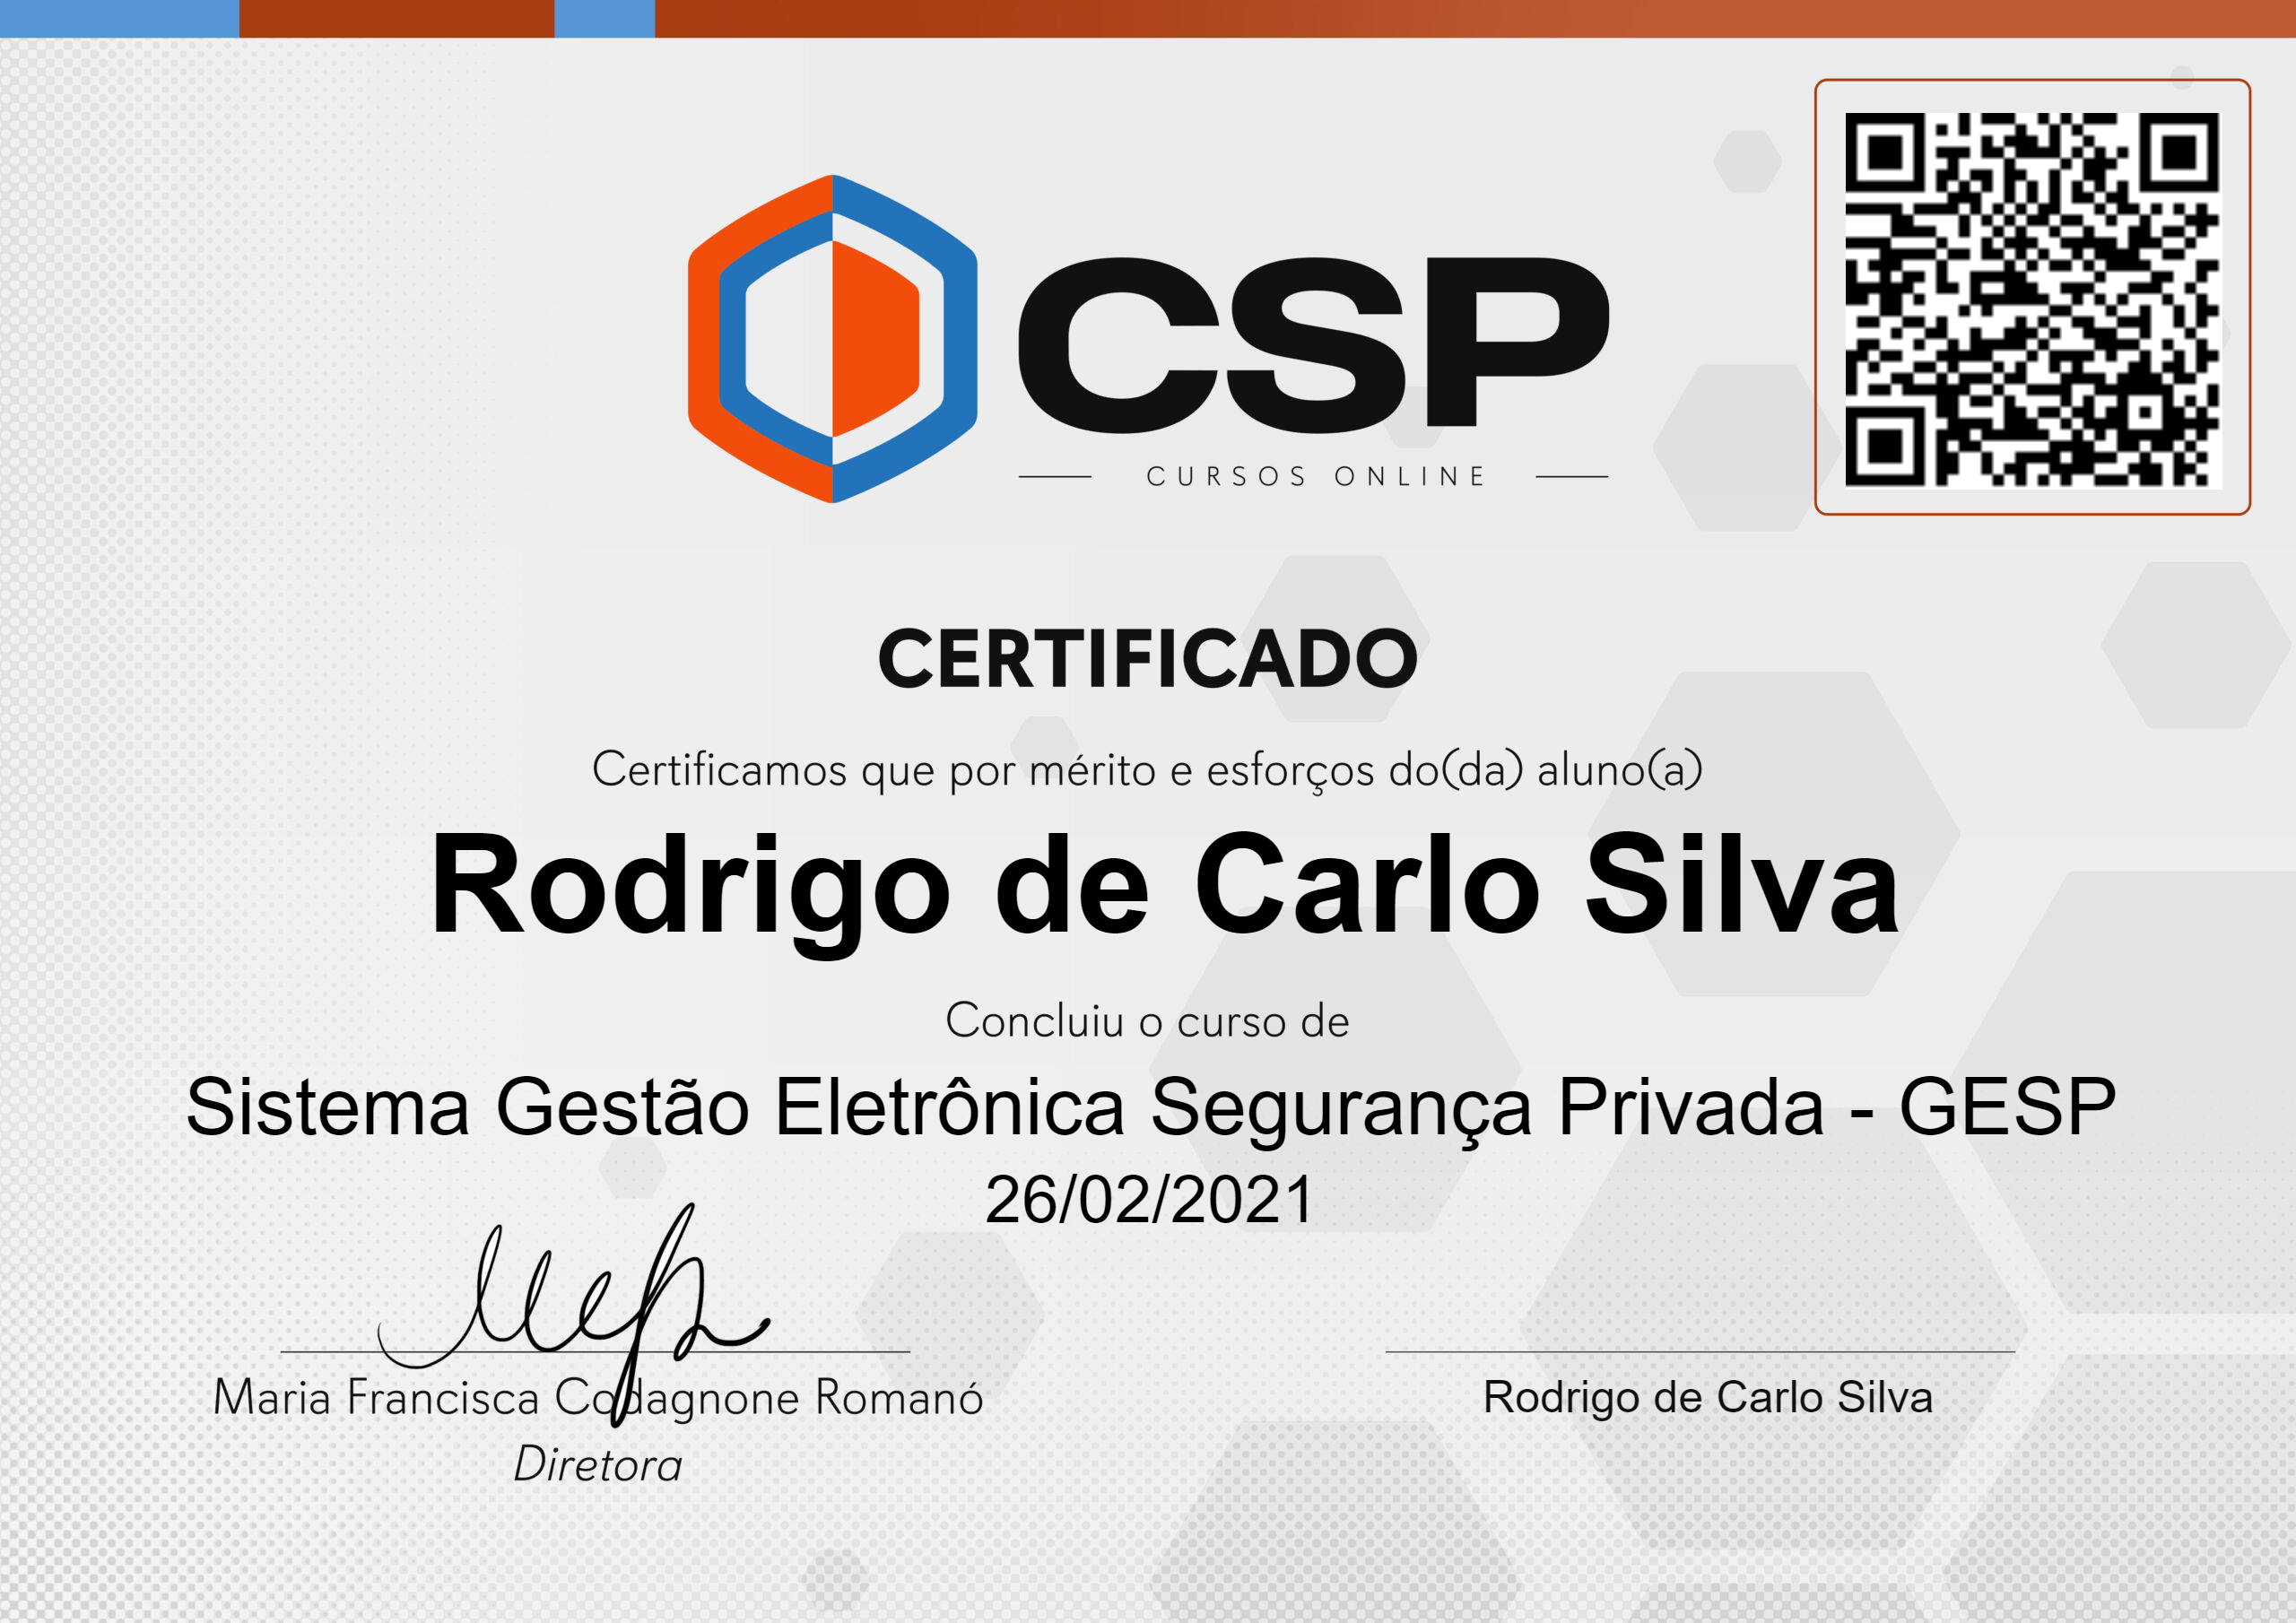 CSP
CURSOS ONLINE
CERTIFICADO
Certificamos que por mérito e esforços do(da) aluno(a)
Rodrigo de Carlo Silva
Concluiu o curso de
Sistema Gestão Eletrônica Segurança Privada - GESP
26/02/2021
Maria Francisca Codagnone Romanó
Diretora
Rodrigo de Carlo Silva